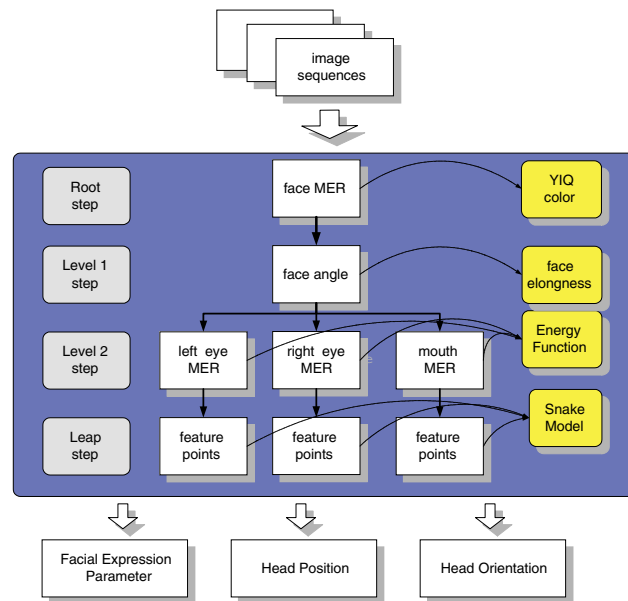 image
sequences
Root
step
face MER
YIQ
color
Level 1
step
face angle
face
elongness
Level 2
step
left eye
MER
right eye
MER
mouth
MER
Energy
Function
Leap
step
feature
points
feature
points
feature
points
Snake
Model
Facial Expression
Parameter
Head Position
Head Orientation